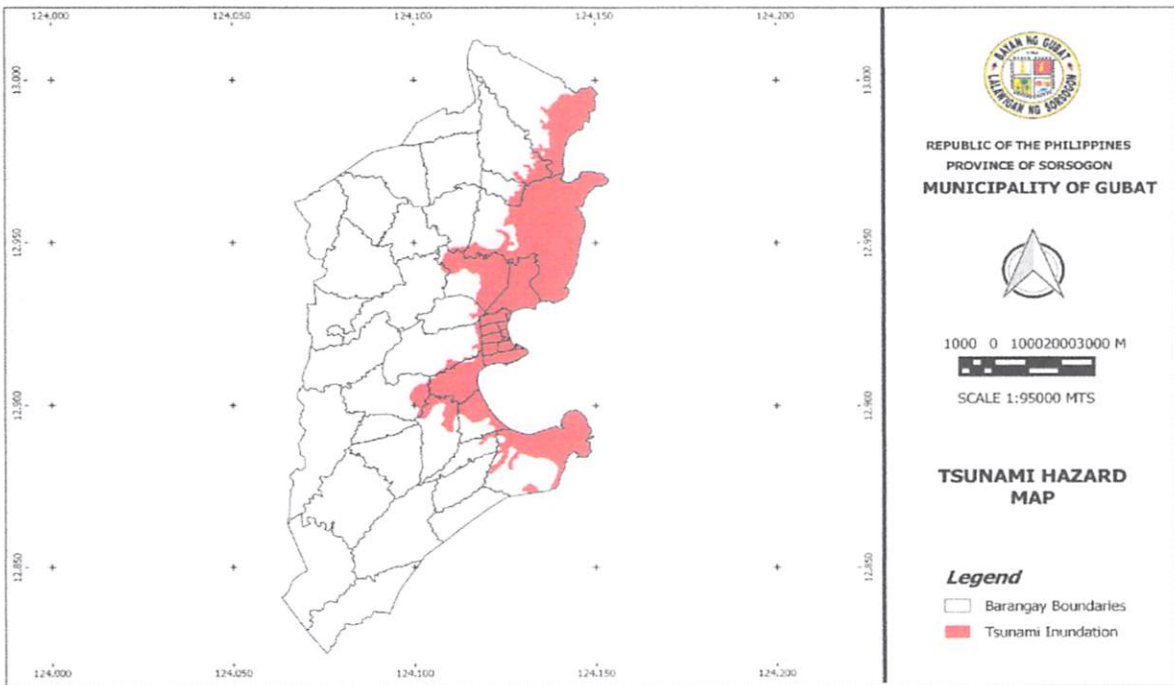 124.000 124.050 124.100 124.150 124.200
13.000 13.000
12.950 12.950
12.900 12.900
12.850 12.850
124.000 124.050 124.100 124.150 124.200
BAYAN NG GUBAT
LALAWIGAN NG SORSOGON
REPUBLIC OF THE PHILIPPINES
PROVINCE OF SORSOGON
MUNICIPALITY OF GUBAT
1000 0 100020003000 M
SCALE 1:95000 MTS
TSUNAMI HAZARD
MAP
Legend
Barangay Boundaries
Tsunami Inundation